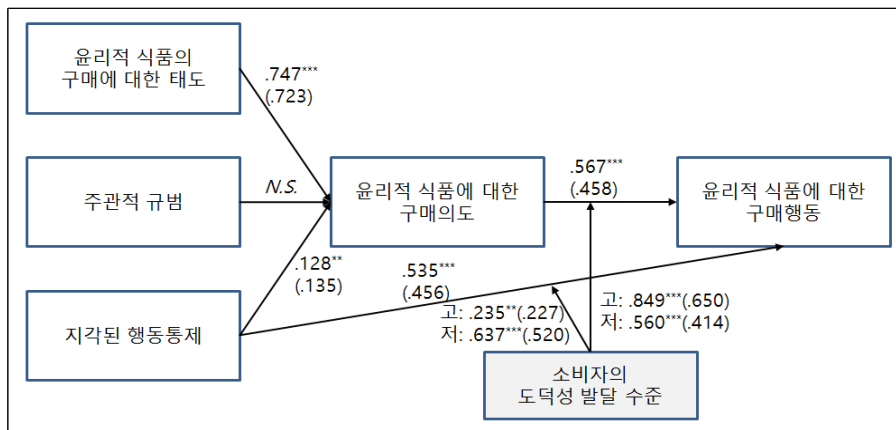 윤리적 식품의
구매에 대한 태도
.747***
(.723)
주관적 규범
N.S.
윤리적 식품에 대한
구매의도
.567***
(.458)
윤리적 식품에 대한
구매행동
.128**
(.135)
.535***
(.456)
지각된 행동통제
고: .235**(.227)
저: .637***(.520)
고: .849***(.650)
저: .560***(.414)
소비자의
도덕성 발달 수준